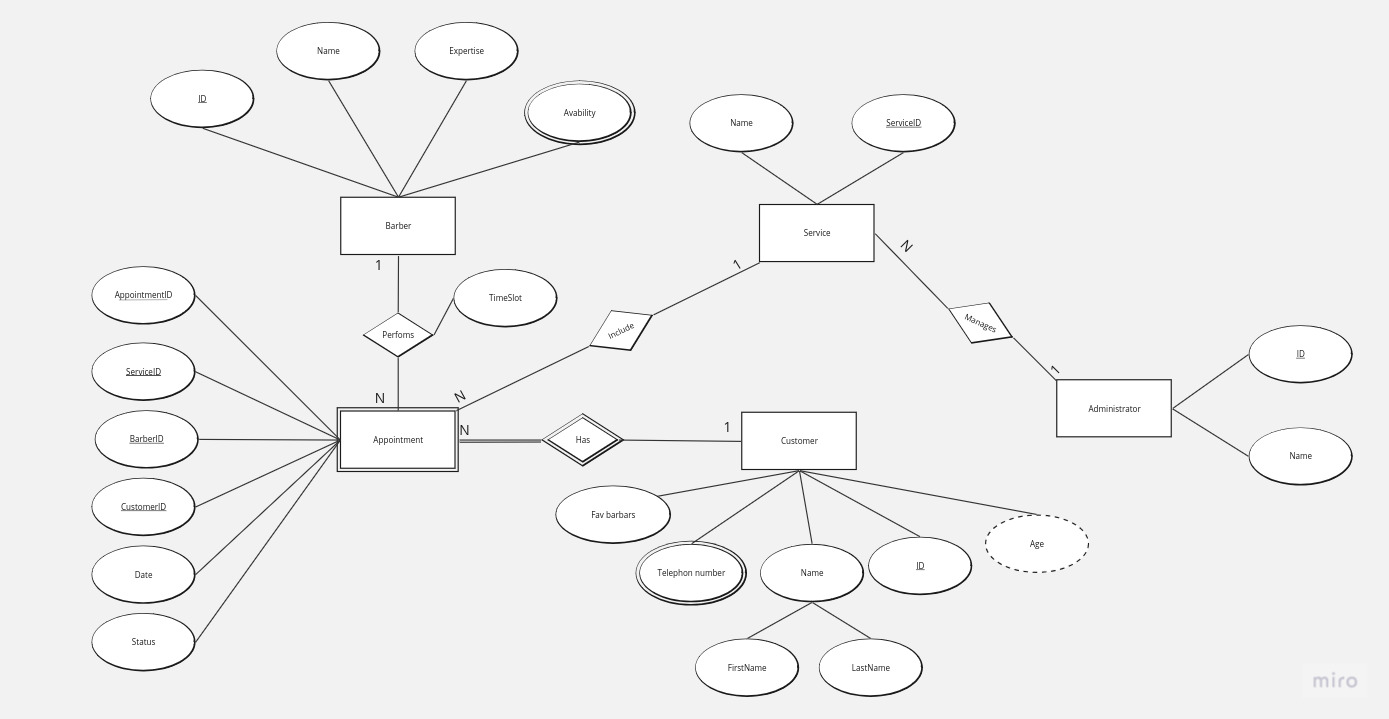 Name
Expertise
ID
Avability
Name
ServiceID
Barber
Service
1
N
1
AppointmentID
TimeSlot
Perfoms
Include
Manages
ServiceID
ID
1
N
N
Administrator
BarberID
Appointment
N
Has
1
Customer
Name
CustomerID
Fav barbars
Date
Telephon number
Name
ID
Age
Status
FirstName
LastName
miro